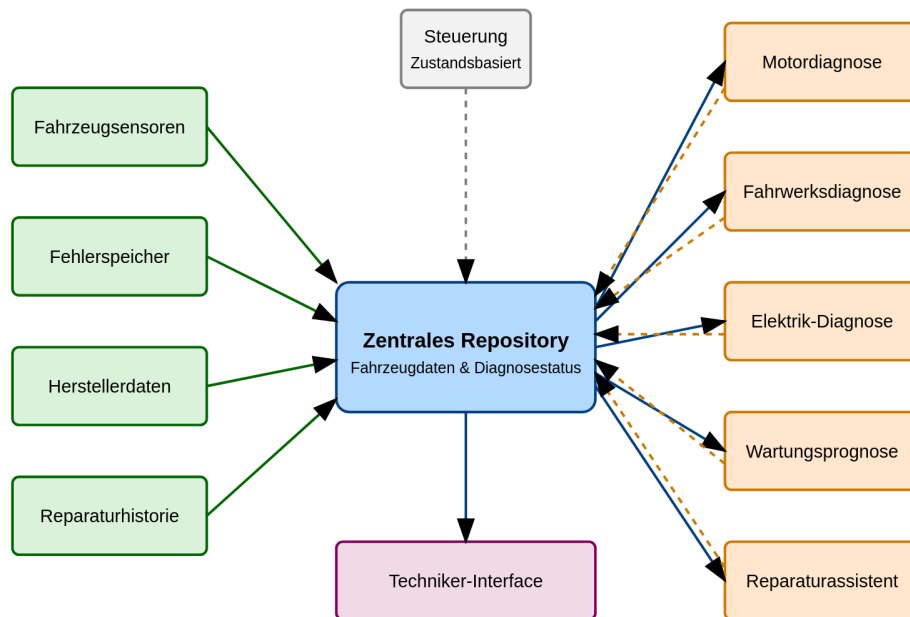 Steuerung
Zustandsbasiert
Fahrzeugsensoren
Fehlerspeicher
Herstellerdaten
Reparaturhistorie
Zentrales Repository
Fahrzeugdaten & Diagnosestatus
Techniker-Interface
Motordiagnose
Fahrwerksdiagnose
Elektrik-Diagnose
Wartungsprognose
Reparaturassistent